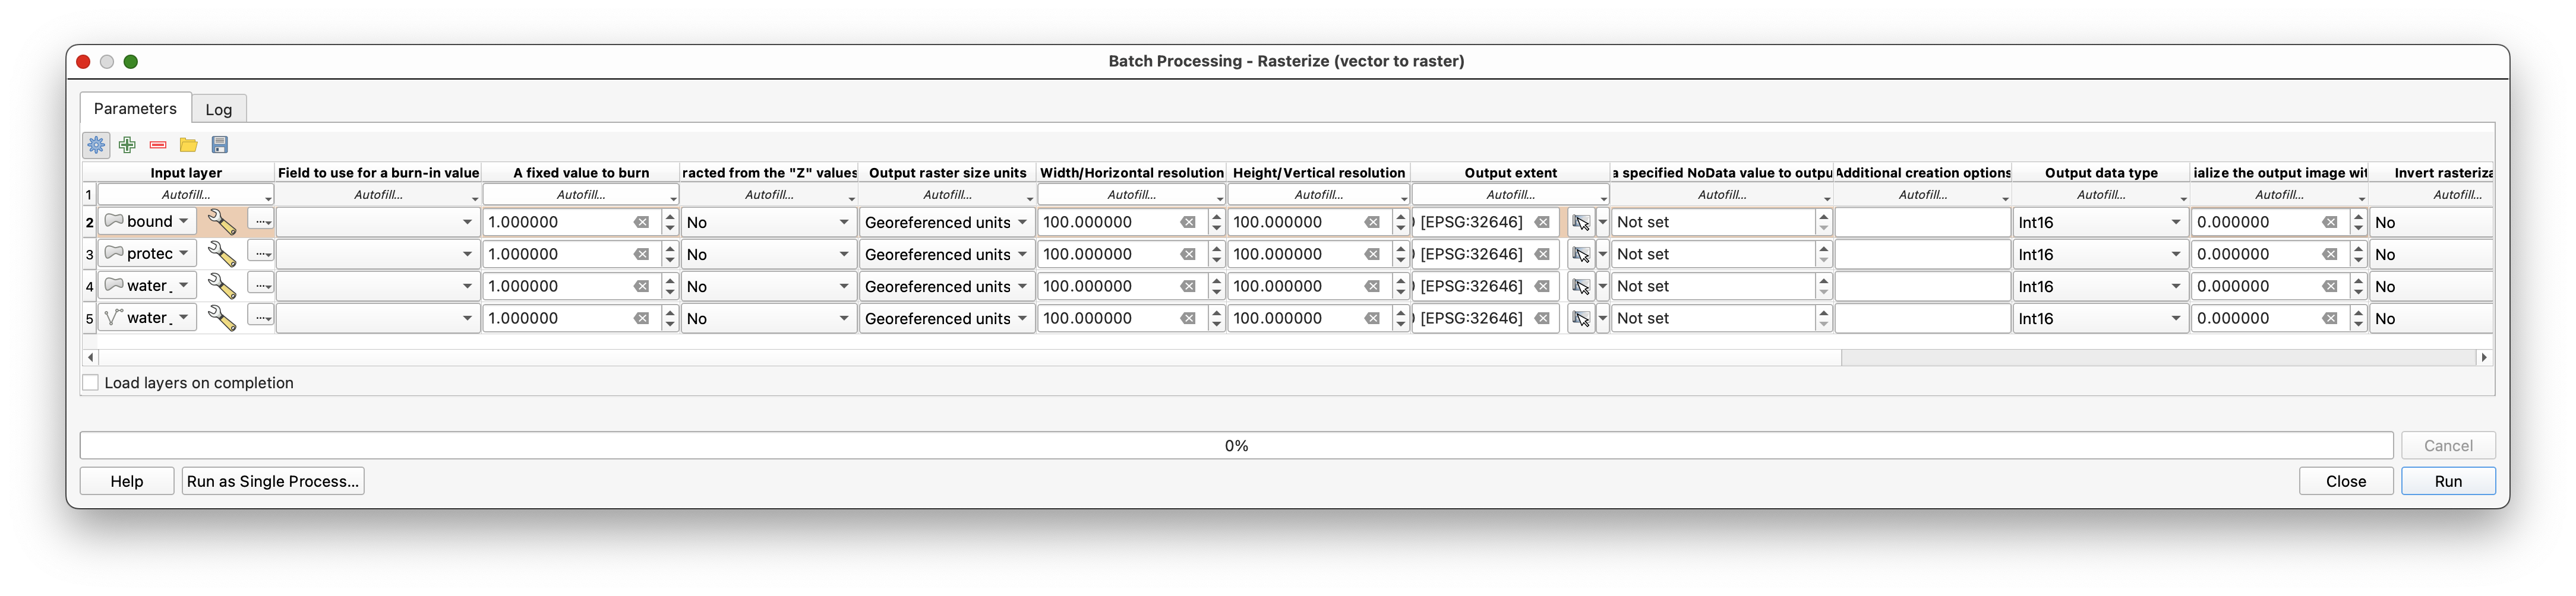 Batch Processing - Rasterize (vector to raster)
Parameters Log
Input layer Field to use for a burn-in value A fixed value to burn racted from the "Z" values Output raster size units Width/Horizontal resolution Height/Vertical resolution Output extent a specified NoData value to outpu Additional creation options Output data type ialize the output image wit Invert rasteriza
1 Autofill... Autofill... Autofill... Autofill... Autofill... Autofill... Autofill... Autofill... Autofill... Autofill... Autofill... Autofill... Autofill...
2 bound ... 1.000000 No Georeferenced units 100.000000 100.000000 ) [EPSG:32646] Not set Int16 0.000000 No
3 protec ... 1.000000 No Georeferenced units 100.000000 100.000000 ) [EPSG:32646] Not set Int16 0.000000 No
4 water_ ... 1.000000 No Georeferenced units 100.000000 100.000000 ) [EPSG:32646] Not set Int16 0.000000 No
5 water_ ... 1.000000 No Georeferenced units 100.000000 100.000000 ) [EPSG:32646] Not set Int16 0.000000 No
Load layers on completion
0% Cancel
Help Run as Single Process... Close Run